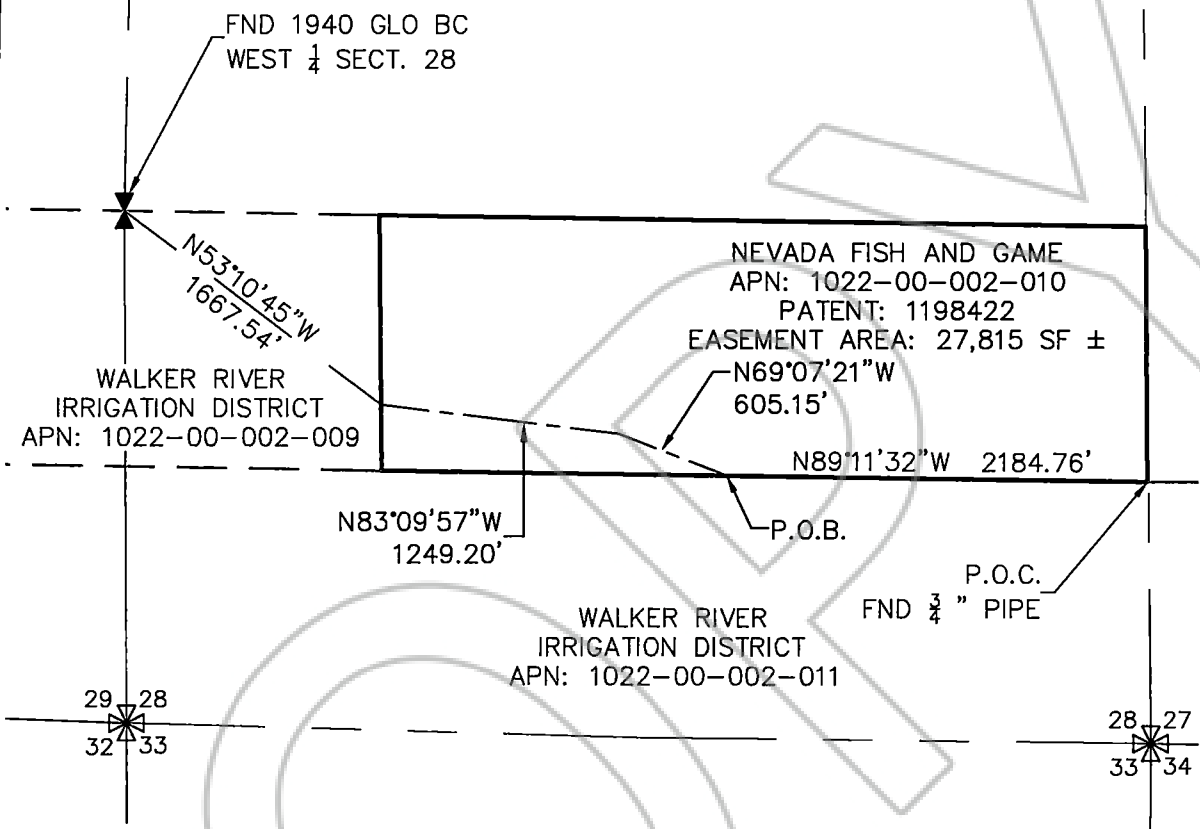 FND 1940 GLO BC
WEST 1/4 SECT. 28
N53°10'45"W
1667.54'
NEVADA FISH AND GAME
APN: 1022-00-002-010
PATENT: 1198422
EASEMENT AREA: 27,815 SF ±
N69°07'21"W
605.15'
WALKER RIVER
IRRIGATION DISTRICT
APN: 1022-00-002-009
N89°11'32"W 2184.76'
N83°09'57"W
1249.20'
P.O.B.
P.O.C.
FND 3/4 " PIPE
WALKER RIVER
IRRIGATION DISTRICT
APN: 1022-00-002-011
29 28
32 33
28 27
33 34